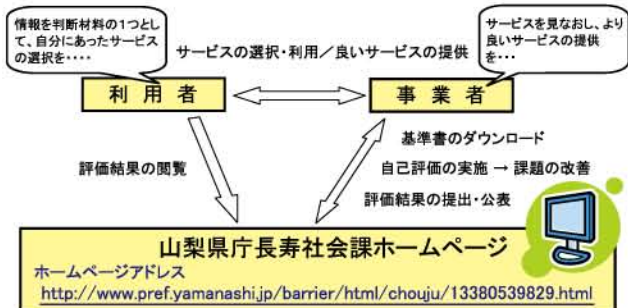 情報を判断材料の1つとし
て、自分にあったサービス
の選択を・・・・
サービスを見なおし、より
良いサービスの提供
を・・・
サービスの選択・利用／良いサービスの提供
利用者
事業者
基準書のダウンロード
評価結果の閲覧
自己評価の実施 → 課題の改善
評価結果の提出・公表
山梨県庁長寿社会課ホームページ
ホームページアドレス
http://www.pref.yamanashi.jp/barrier/html/chouju/13380539829.html